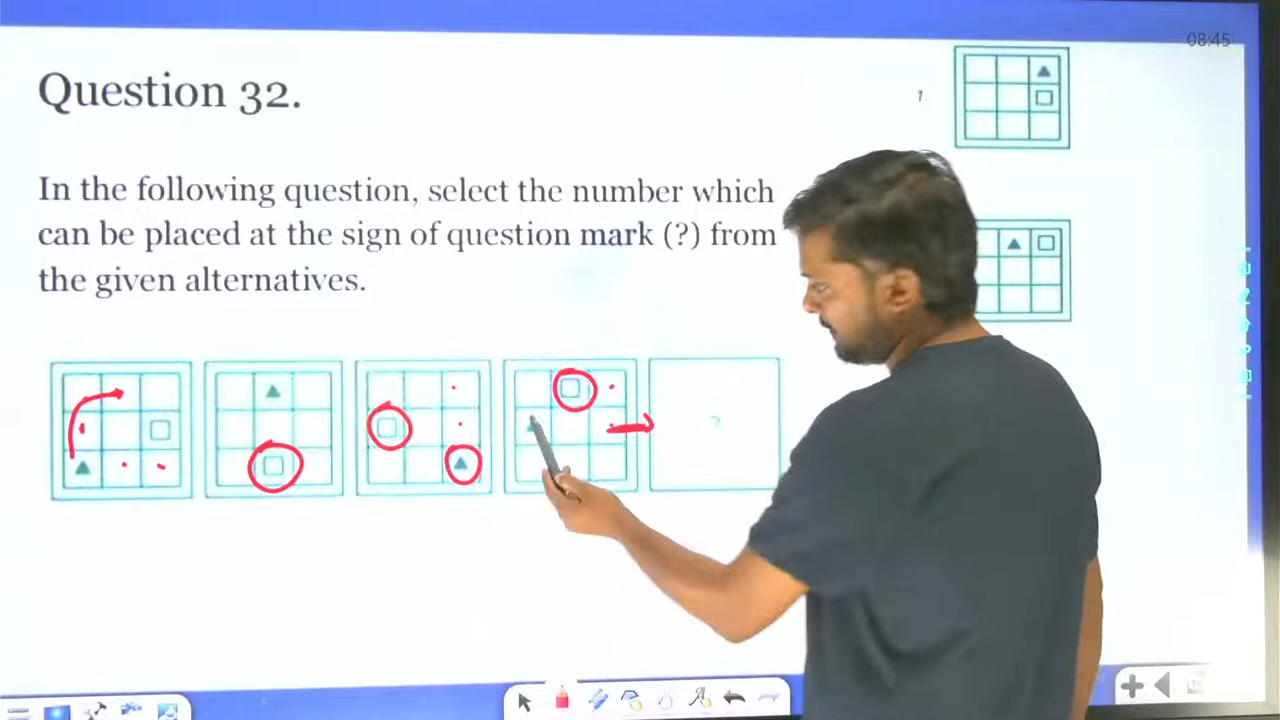 Question 32.
08:45
1.
In the following question, select the number which
can be placed at the sign of question mark (?) from
the given alternatives.
?